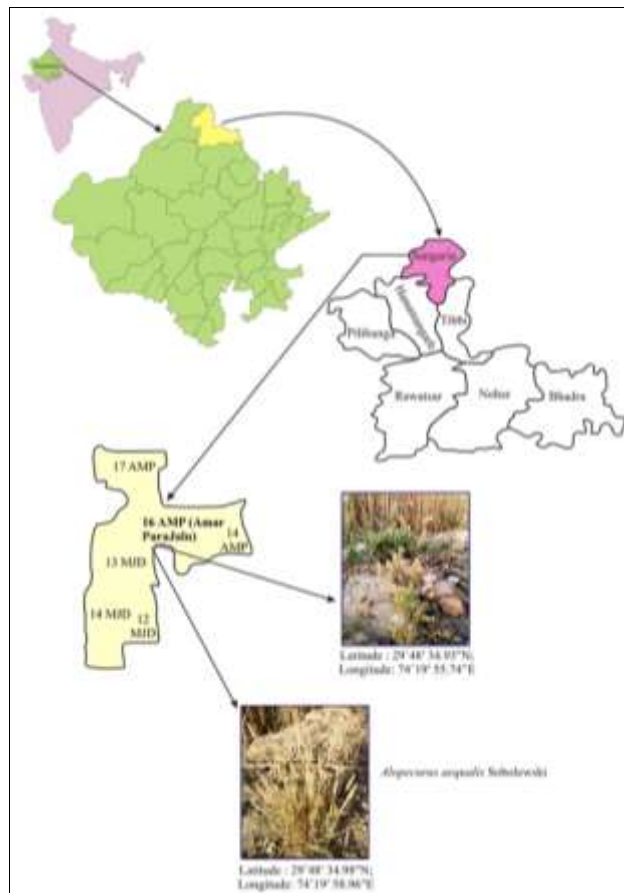 Sangaria
Hanumangarh
Tibbi
Pilibanga
Rawatsar
Nohar
Bhadra
17 AMP
16 AMP (Amar
14
AMP
13 MJD
14 MJD
12
MJD
Latitude : 29°48' 34.93"N;
Longitude: 74°19' 55.74"E
Alopecurus aequalis Sobolewski
Latitude : 29°48' 34.98"N;
Longitude: 74°19' 58.96"E